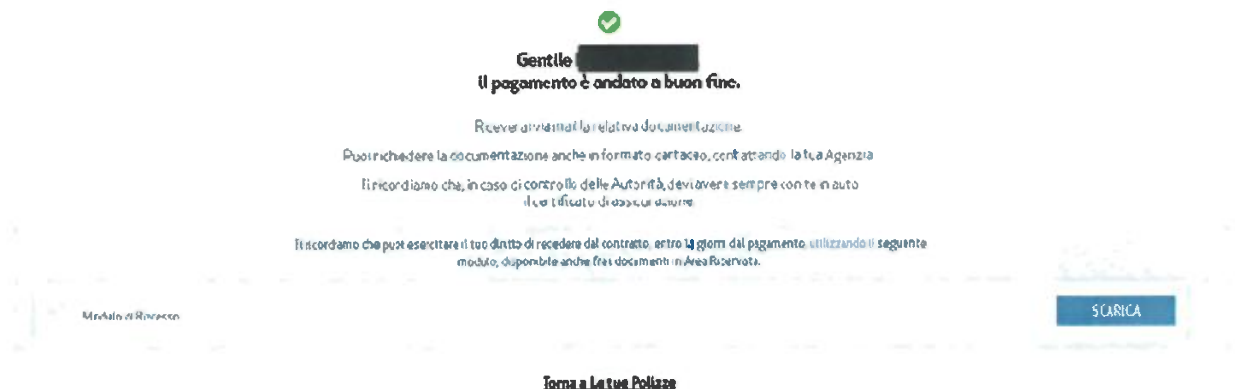 Gentile
il pagamento è andato a buon fine.
Riceverai via mail la relativa documentazione.
Puoi richiedere la documentazione anche in formato cartaceo, contattando la tua Agenzia
Ti ricordiamo che, in caso di controllo delle Autorità, devi avere sempre con te in auto
il certificato di assicurazione.
Ti ricordiamo che puoi esercitare il tuo diritto di recedere dal contratto, entro 14 giorni dal pagamento, utilizzando il seguente
modulo, disponibile anche fra i documenti in Area Riservata.
Modulo di Recesso
SCARICA
Torna a Le tue Polizze